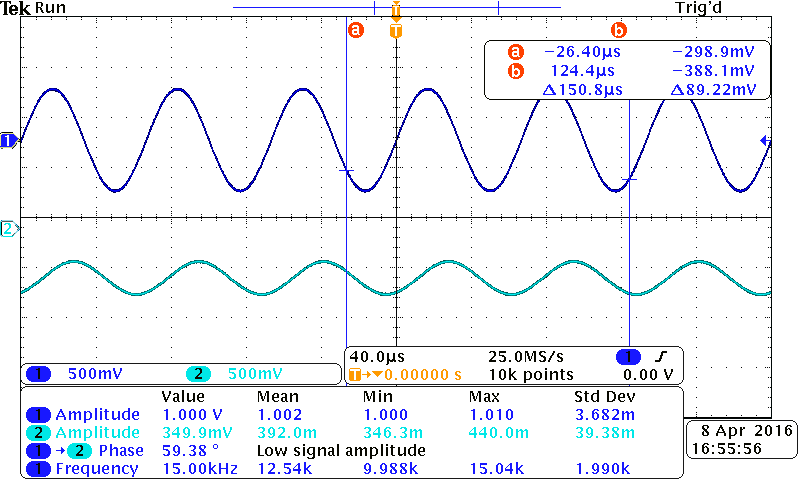 Tek Run Trig'd
T
a T b
a -26.40µs -298.9mV
b 124.4µs -388.1mV
Δ150.8µs Δ89.22mV
1
2
1 500mV 2 500mV
40.0µs 25.0MS/s 1
T→▼0.00000 s 10k points 0.00 V
Value Mean Min Max Std Dev
1 Amplitude 1.000 V 1.002 1.000 1.010 3.682m
2 Amplitude 349.9mV 392.0m 346.3m 440.0m 39.38m
1 → 2 Phase 59.38 ° Low signal amplitude
1 Frequency 15.00kHz 12.54k 9.988k 15.04k 1.990k
8 Apr 2016
16:55:56